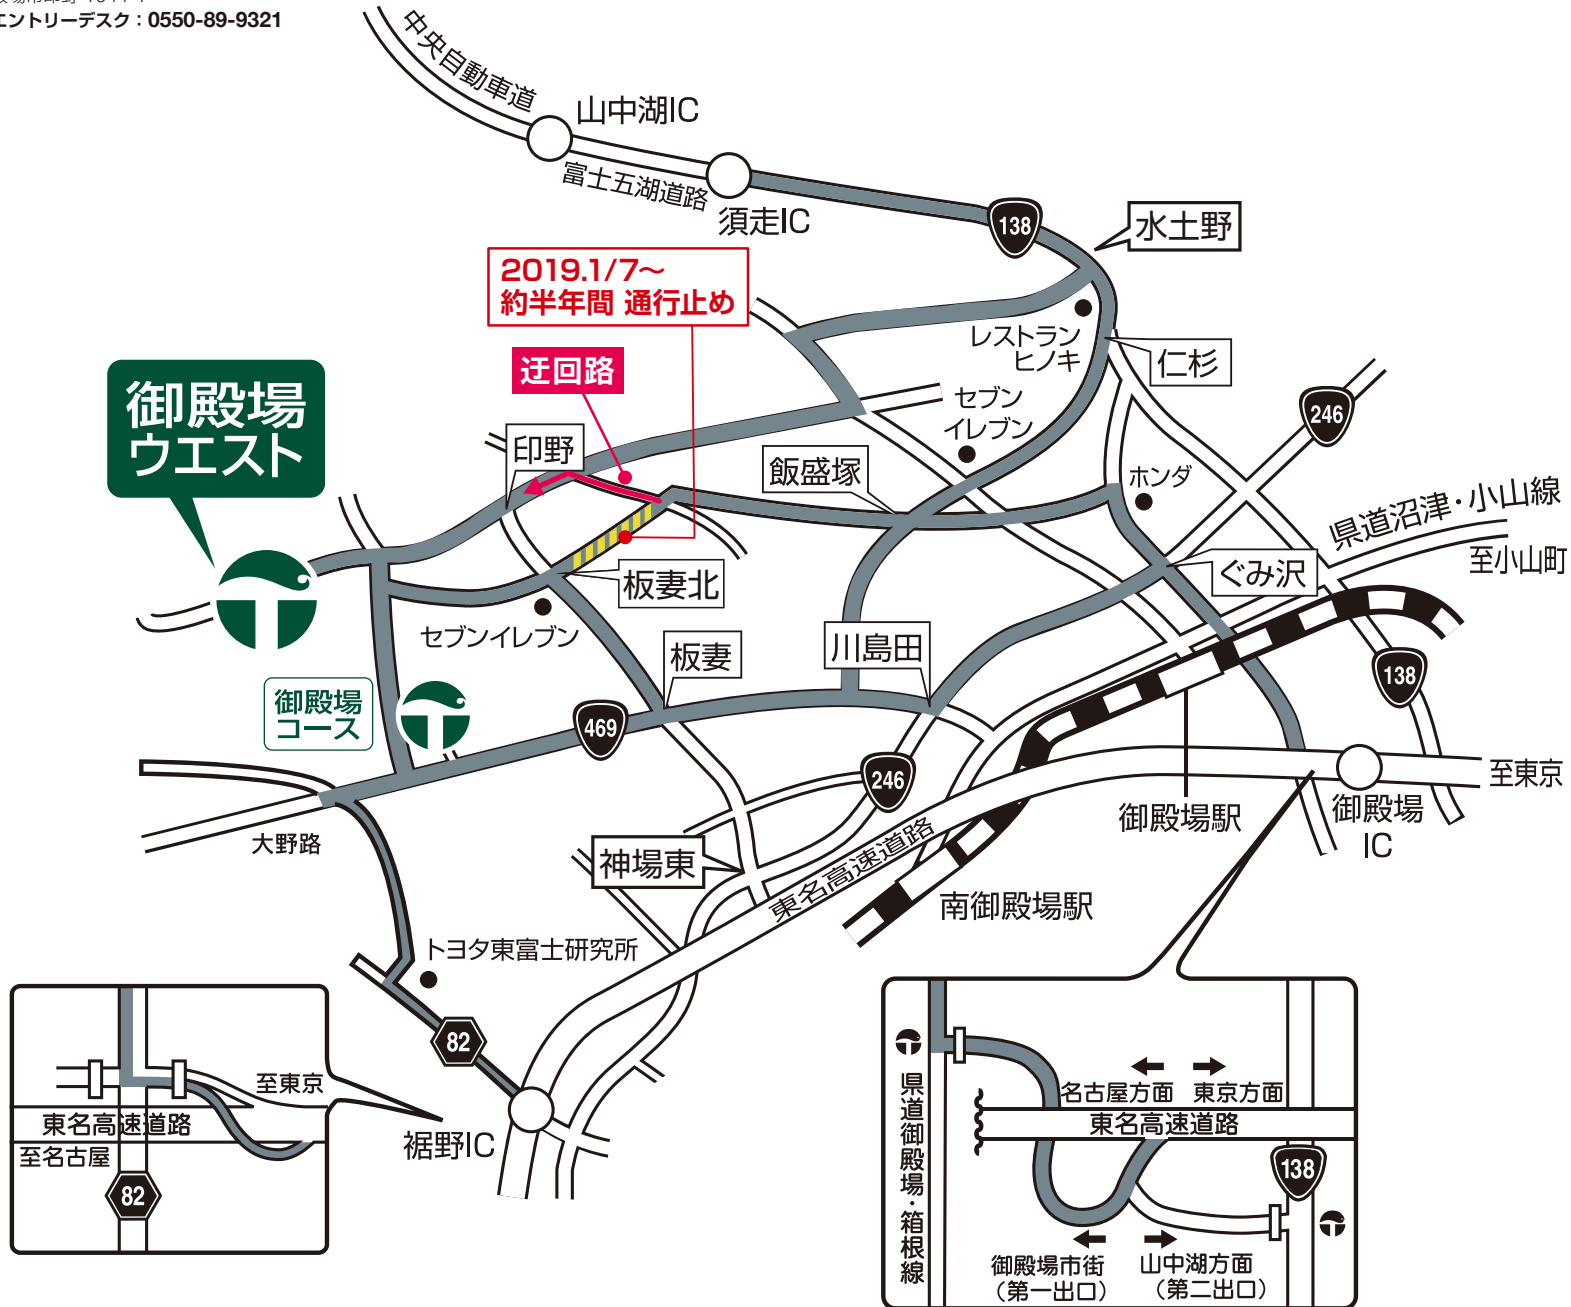 エントリーデスク：0550-89-9321
中央自動車道
山中湖IC
富士五湖道路
須走IC
138
水土野
2019.1/7～
約半年間 通行止め
レストラン
ヒノキ
仁杉
迂回路
御殿場
ウエスト
セブン
イレブン
246
印野
飯盛塚
ホンダ
県道沼津・小山線
至小山町
板妻北
ぐみ沢
セブンイレブン
板妻
川島田
138
御殿場
コース
469
246
至東京
御殿場駅
御殿場
IC
大野路
神場東
東名高速道路
南御殿場駅
トヨタ東富士研究所
82
裾野IC
至東京
東名高速道路
至名古屋
82
県道御殿場・箱根線
名古屋方面
東京方面
東名高速道路
138
御殿場市街
（第一出口）
山中湖方面
（第二出口）